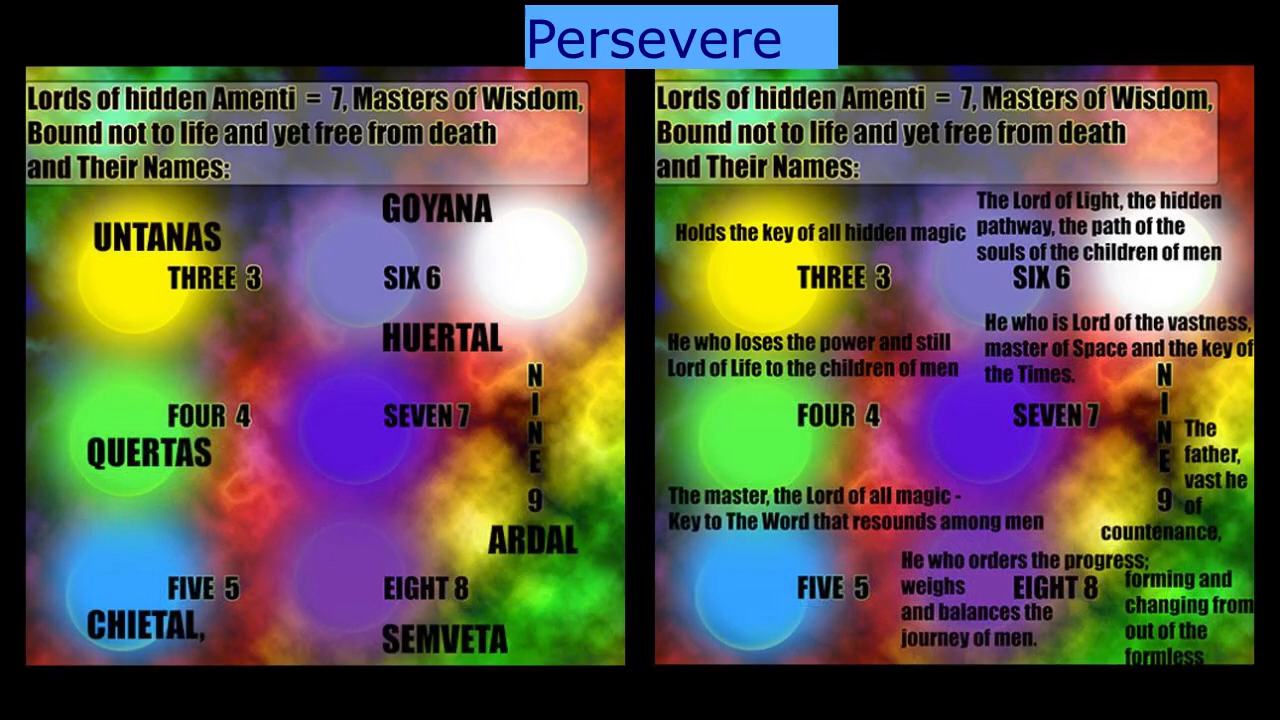 Persevere
Lords of hidden Amenti = 7, Masters of Wisdom,
Bound not to life and yet free from death
and Their Names:
GOYANA
UNTANAS
THREE 3
SIX 6
HUERTAL
FOUR 4
SEVEN 7
QUERTAS
N
I
N
E
9
ARDAL
FIVE 5
EIGHT 8
CHIETAL,
SEMVETA
Lords of hidden Amenti = 7, Masters of Wisdom,
Bound not to life and yet free from death
and Their Names:
Holds the key of all hidden magic
THREE 3
The Lord of Light, the hidden
pathway, the path of the
souls of the children of men
SIX 6
He who loses the power and still
Lord of Life to the children of men
FOUR 4
He who is Lord of the vastness,
master of Space and the key of
the Times.
SEVEN 7
N
I
N
E
9
The
father,
vast he
of
countenance,
forming and
changing from
out of the
formless
The master, the Lord of all magic -
Key to The Word that resounds among men
FIVE 5
He who orders the progress;
weighs
and balances the
journey of men.
EIGHT 8